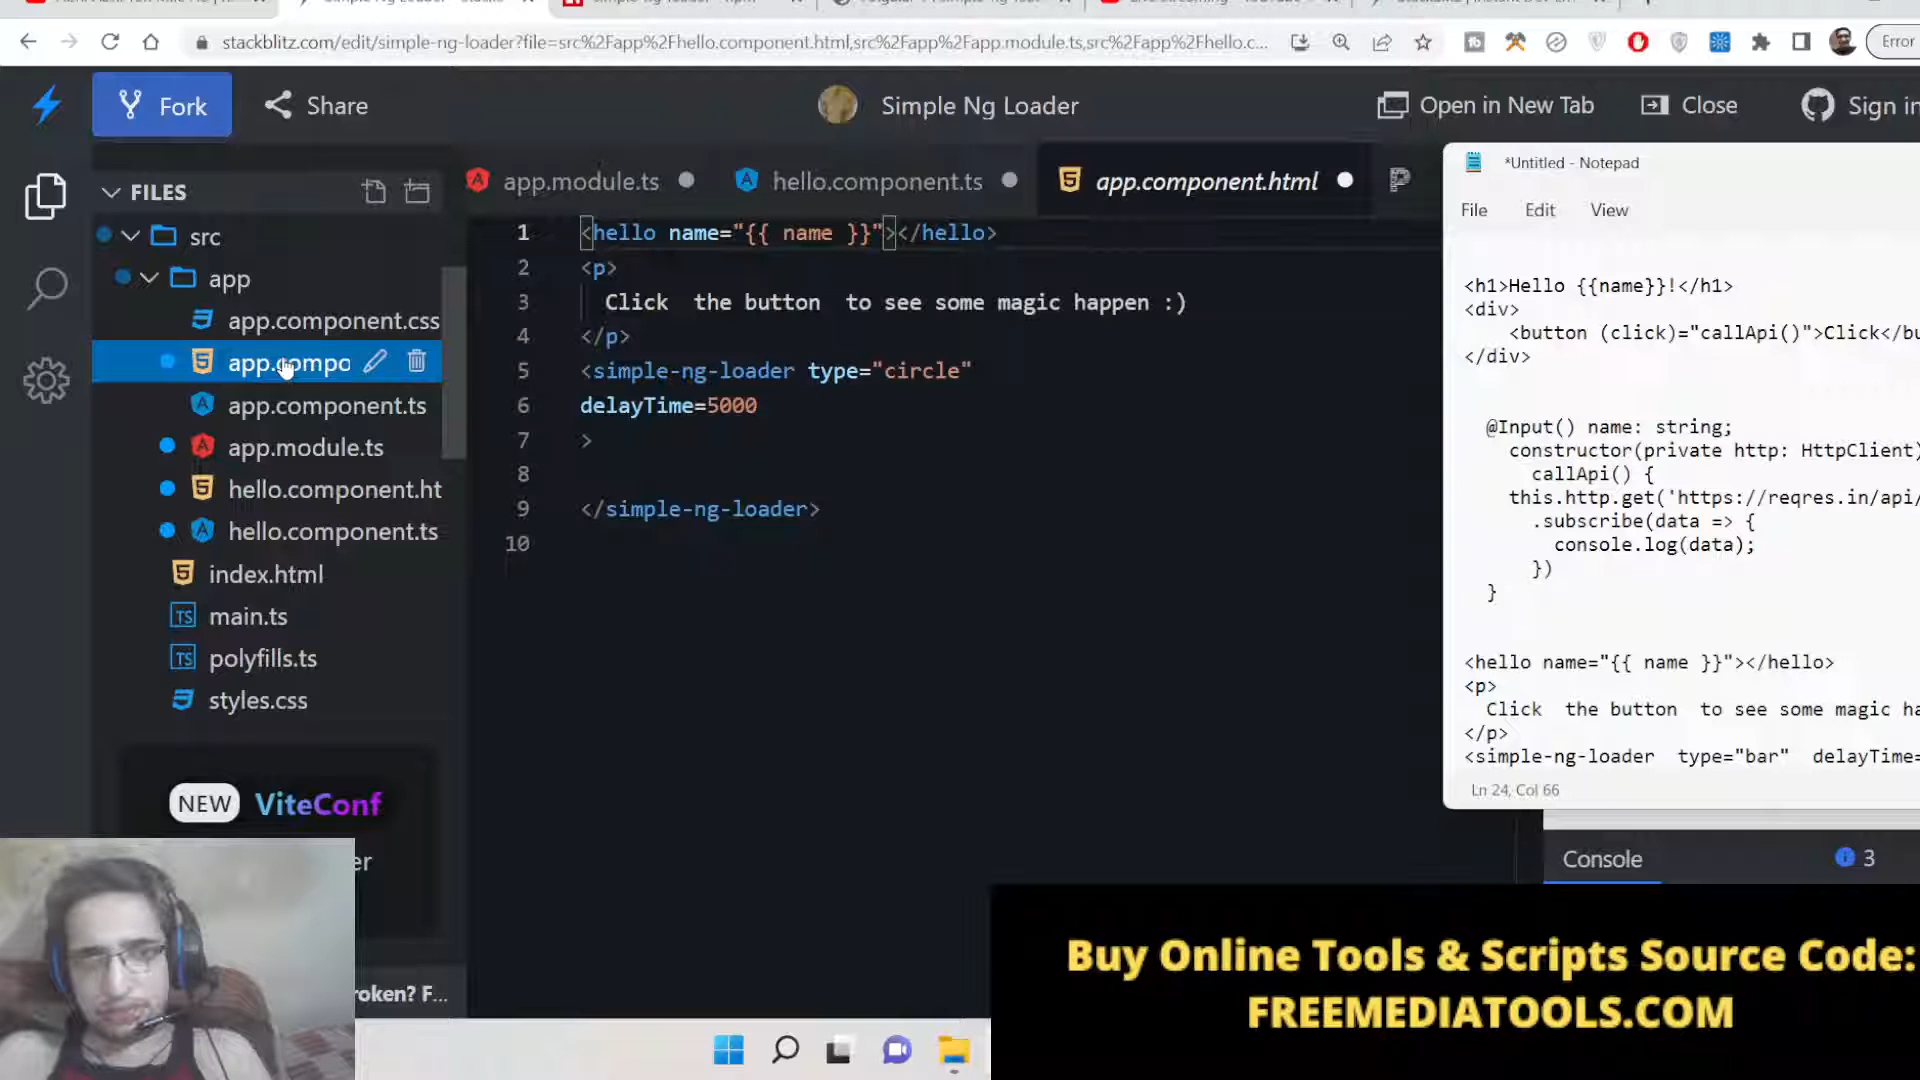 stackblitz.com/edit/simple-ng-loader?file=src%2Fapp%2Fhello.component.html,src%2Fapp%2Fapp.module.ts,src%2Fapp%2Fhello.c...
Error
Fork
Share
Simple Ng Loader
Open in New Tab
Close
Sign in
FILES
src
app
app.component.css
app.compo
app.component.ts
app.module.ts
hello.component.ht
hello.component.ts
index.html
main.ts
polyfills.ts
styles.css
NEW ViteConf
er
roken? F...
app.module.ts
hello.component.ts
app.component.html
1 <hello name="{{ name }}"></hello>
2 <p>
3 Click  the button  to see some magic happen :)
4 </p>
5 <simple-ng-loader type="circle"
6 delayTime=5000
7 >
8
9 </simple-ng-loader>
10
*Untitled - Notepad
File
Edit
View
<h1>Hello {{name}}!</h1>
<div>
<button (click)="callApi()">Click</bu
</div>
@Input() name: string;
constructor(private http: HttpClient)
callApi() {
this.http.get('https://reqres.in/api/
.subscribe(data => {
console.log(data);
})
}
<hello name="{{ name }}"></hello>
<p>
Click  the button  to see some magic ha
</p>
<simple-ng-loader  type="bar"  delayTime=
Ln 24, Col 66
Console
3
Buy Online Tools & Scripts Source Code:
FREEMEDIATOOLS.COM